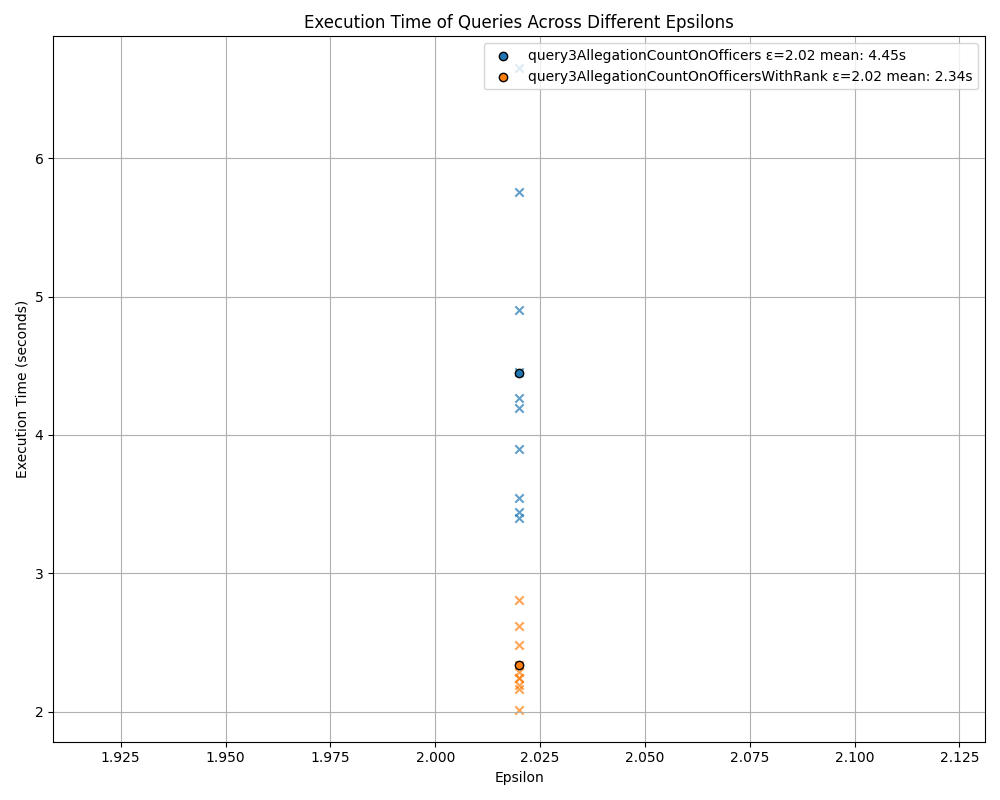 Execution Time of Queries Across Different Epsilons
query3AllegationCountOnOfficers ε=2.02 mean: 4.45s
query3AllegationCountOnOfficersWithRank ε=2.02 mean: 2.34s
Execution Time (seconds)
6
5
4
3
2
1.925 1.950 1.975 2.000 2.025 2.050 2.075 2.100 2.125
Epsilon